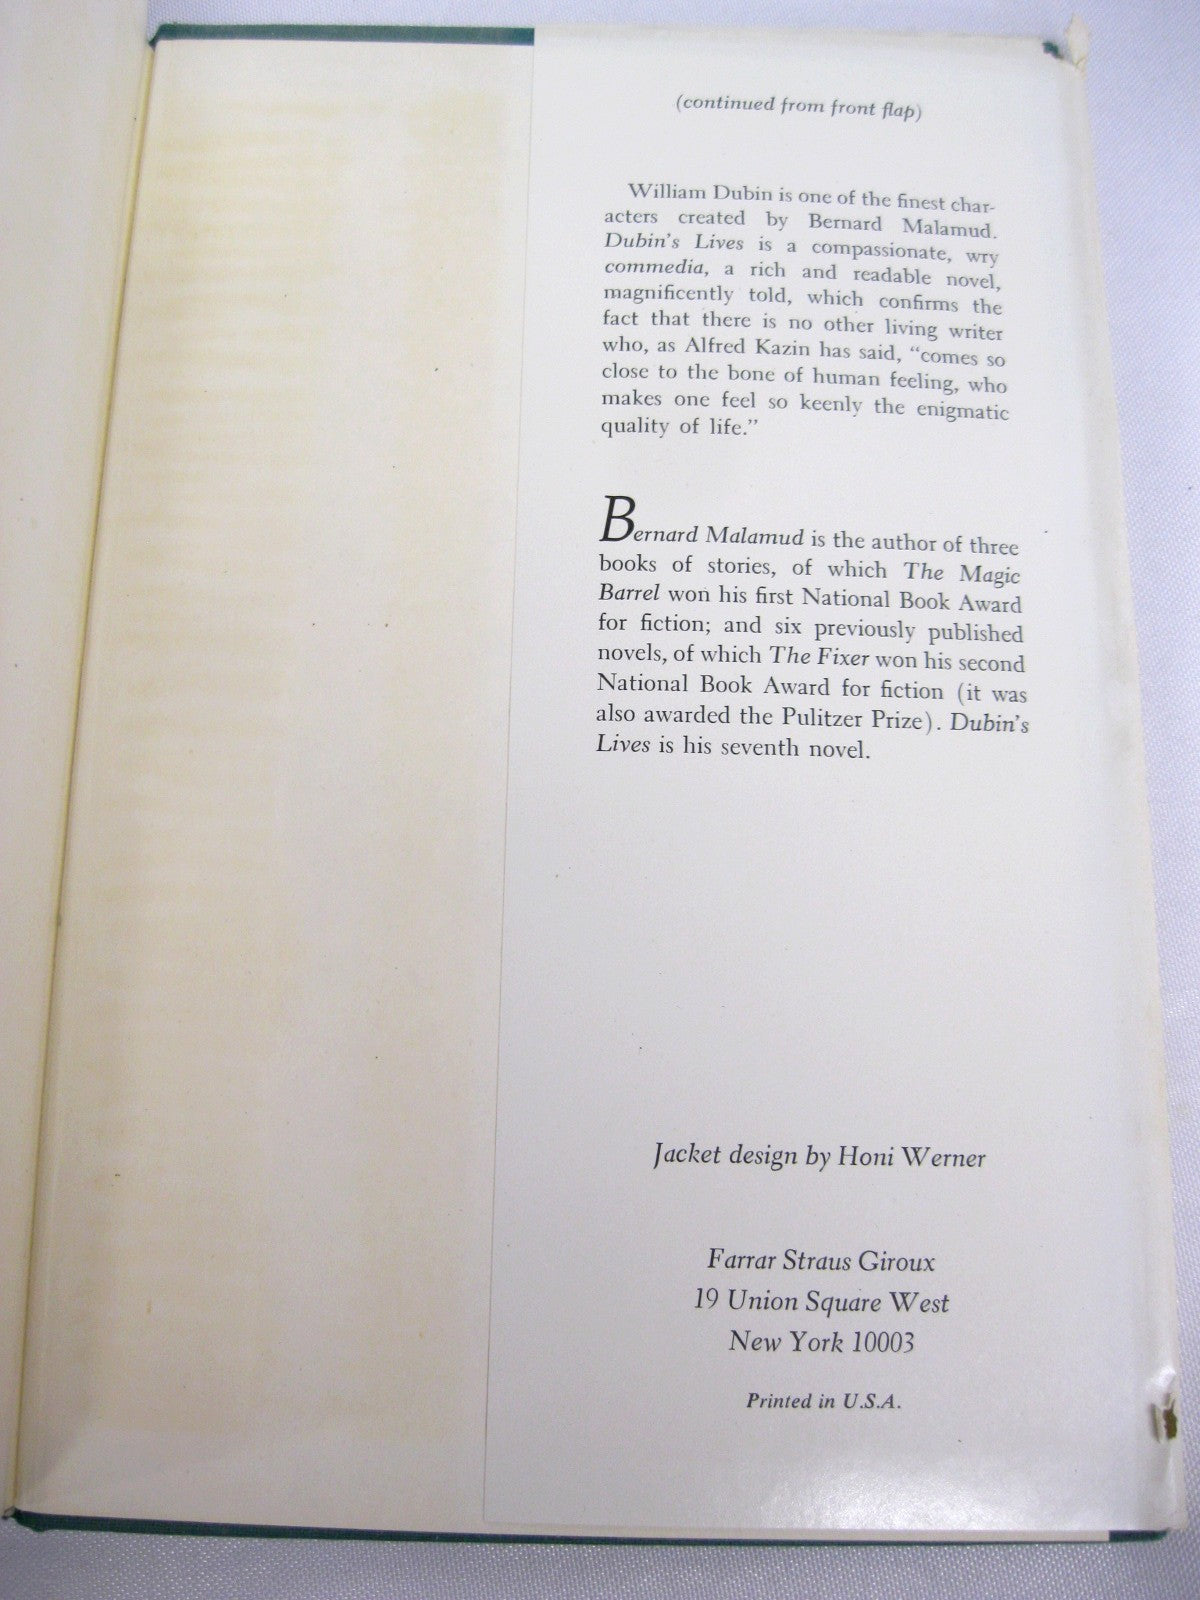 (continued from front flap)
William Dubin is one of the finest char-
acters created by Bernard Malamud.
Dubin's Lives is a compassionate, wry
commedia, a rich and readable novel,
magnificently told, which confirms the
fact that there is no other living writer
who, as Alfred Kazin has said, “comes so
close to the bone of human feeling, who
makes one feel so keenly the enigmatic
quality of life.”
Bernard Malamud is the author of three
books of stories, of which The Magic
Barrel won his first National Book Award
for fiction; and six previously published
novels, of which The Fixer won his second
National Book Award for fiction (it was
also awarded the Pulitzer Prize). Dubin's
Lives is his seventh novel.
Jacket design by Honi Werner
Farrar Straus Giroux
19 Union Square West
New York 10003
Printed in U.S.A.